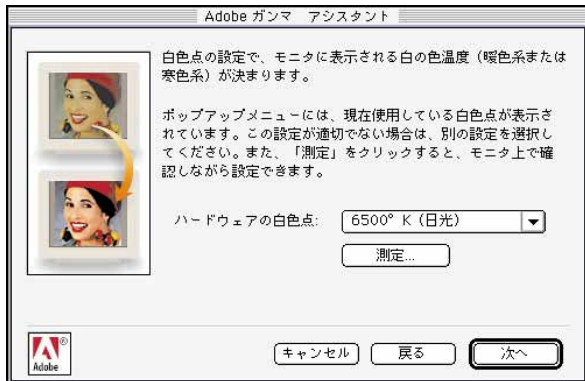 Adobe ガンマ アシスタント
白色点の設定で、モニタに表示される白の色温度（暖色系または
寒色系）が決まります。
ポップアップメニューには、現在使用している白色点が表示さ
れています。この設定が適切でない場合は、別の設定を選択し
てください。また、「測定」をクリックすると、モニタ上で確
認しながら設定できます。
ハードウェアの白色点:
6500° K（日光）
測定...
Adobe
キャンセル
戻る
次へ